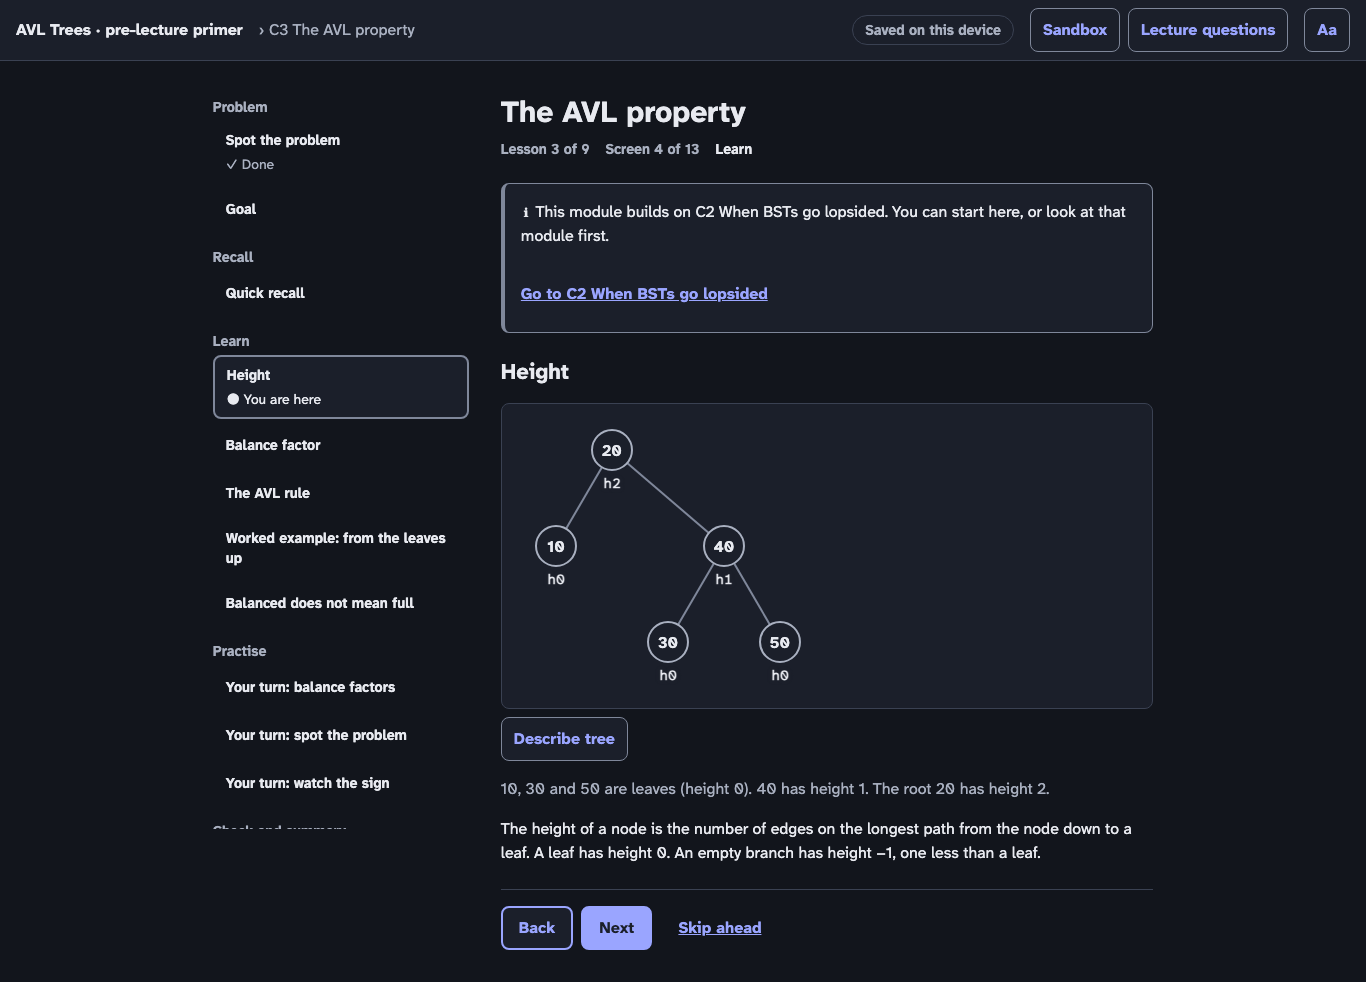 AVL Trees · pre-lecture primer › C3 The AVL property
Saved on this device
Sandbox
Lecture questions
Aa
Problem
Spot the problem
✓ Done
Goal
Recall
Quick recall
Learn
Height
You are here
Balance factor
The AVL rule
Worked example: from the leaves
up
Balanced does not mean full
Practise
Your turn: balance factors
Your turn: spot the problem
Your turn: watch the sign
The AVL property
Lesson 3 of 9 Screen 4 of 13 Learn
ℹ This module builds on C2 When BSTs go lopsided. You can start here, or look at that
module first.
Go to C2 When BSTs go lopsided
Height
20
h2
10
h0
40
h1
30
h0
50
h0
Describe tree
10, 30 and 50 are leaves (height 0). 40 has height 1. The root 20 has height 2.
The height of a node is the number of edges on the longest path from the node down to a
leaf. A leaf has height 0. An empty branch has height −1, one less than a leaf.
Back
Next
Skip ahead